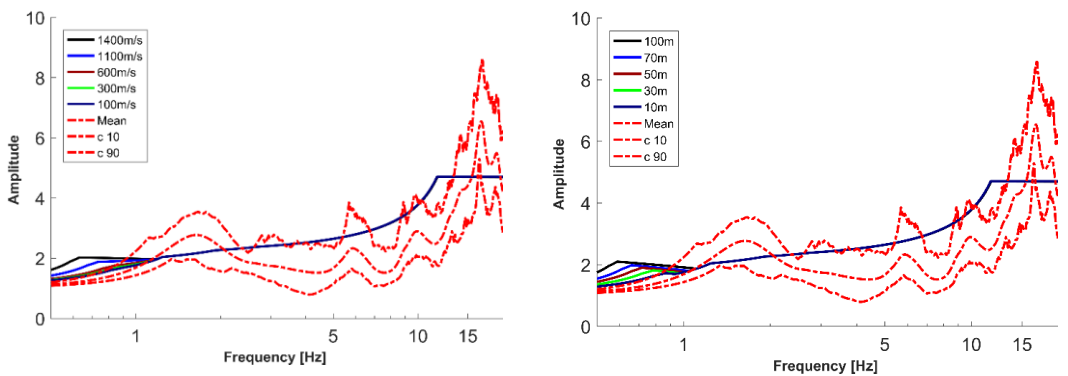 10
8
6
4
2
0
Amplitude
1400m/s
1100m/s
600m/s
300m/s
100m/s
Mean
c 10
c 90
1
5
10
15
Frequency [Hz]
10
8
6
4
2
0
Amplitude
100m
70m
50m
30m
10m
Mean
c 10
c 90
1
5
10
15
Frequency [Hz]